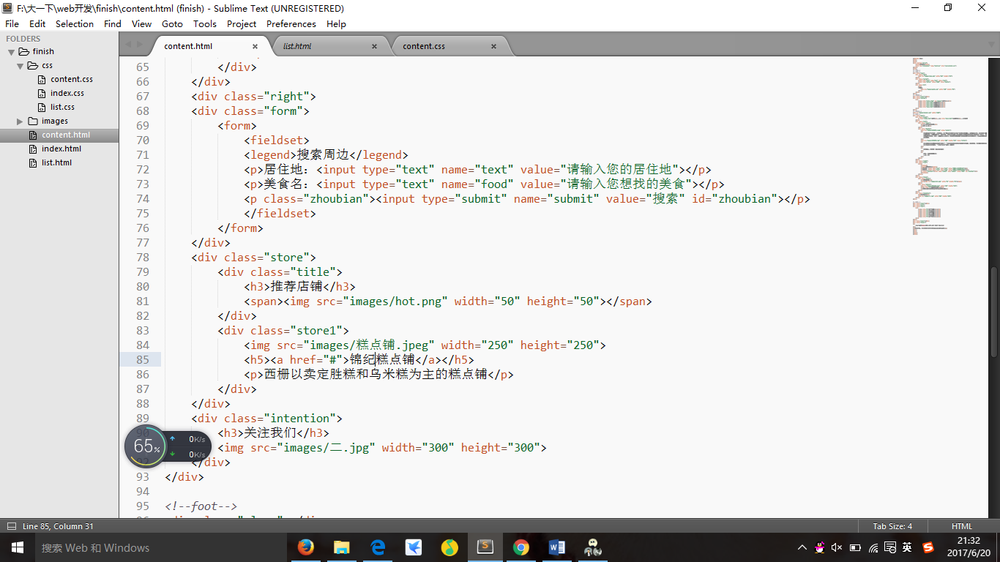 F:\大一下\web开发\finish\content.html (finish) - Sublime Text (UNREGISTERED)
File Edit Selection Find View Goto Tools Project Preferences Help
FOLDERS
finish
css
content.css
index.css
list.css
images
content.html
index.html
list.html
content.html × list.html × content.css ×
65 </div>
66 </div>
67 <div class="right">
68 <div class="form">
69 <form>
70 <fieldset>
71 <legend>搜索周边</legend>
72 <p>居住地：<input type="text" name="text" value="请输入您的居住地"></p>
73 <p>美食名：<input type="text" name="food" value="请输入您想找的美食"></p>
74 <p class="zhoubian"><input type="submit" name="submit" value="搜索" id="zhoubian"></p>
75 </fieldset>
76 </form>
77 </div>
78 <div class="store">
79 <div class="title">
80 <h3>推荐店铺</h3>
81 <span><img src="images/hot.png" width="50" height="50"></span>
82 </div>
83 <div class="store1">
84 <img src="images/糕点铺.jpeg" width="250" height="250">
85 <h5><a href="#">锦纪糕点铺</a></h5>
86 <p>西栅以卖定胜糕和乌米糕为主的糕点铺</p>
87 </div>
88 </div>
89 <div class="intention">
<h3>关注我们</h3>
<img src="images/二.jpg" width="300" height="300">
</div>
93 </div>
94
95 <!--foot-->
65%
0K/s
0K/s
Line 85, Column 31 Tab Size: 4 HTML
搜索 Web 和 Windows
英
21:32
2017/6/20